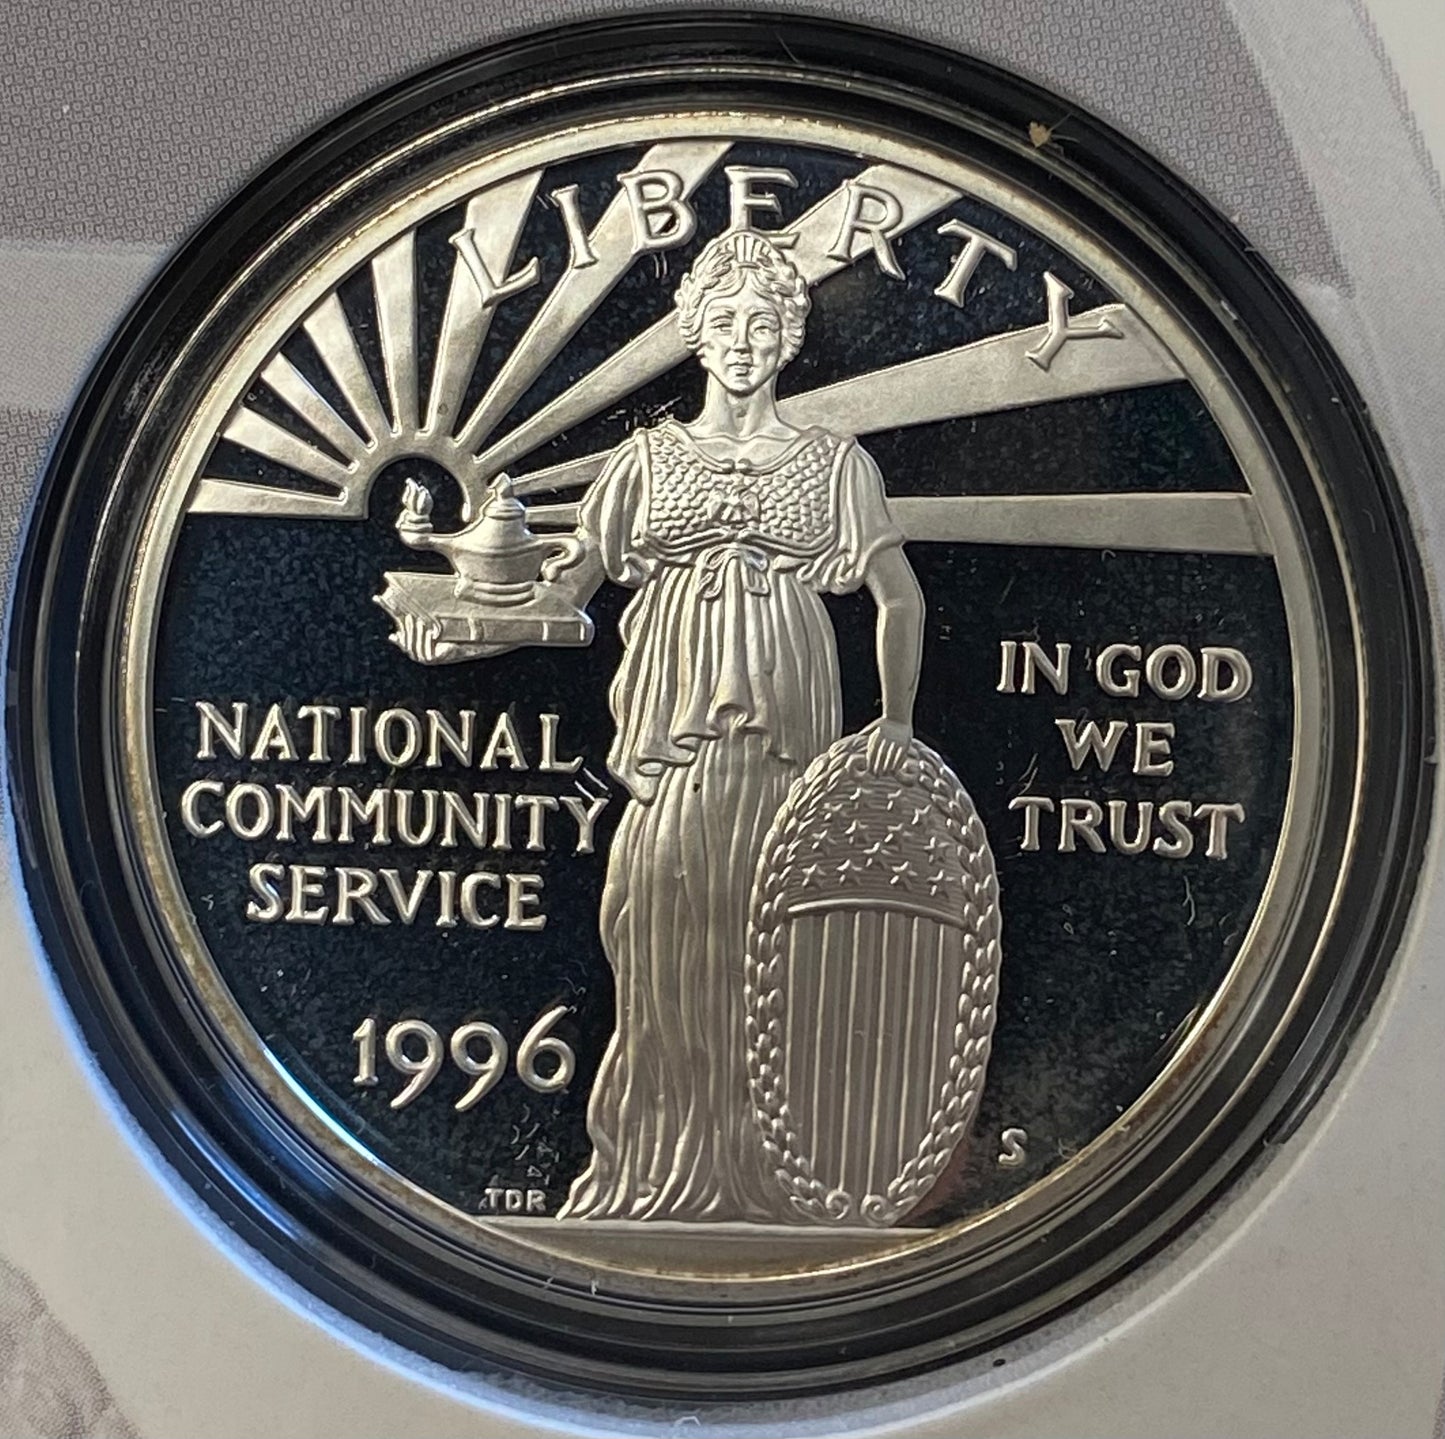 LIBERTY
NATIONAL
COMMUNITY
SERVICE
1996
IN GOD
WE
TRUST
TDR
S